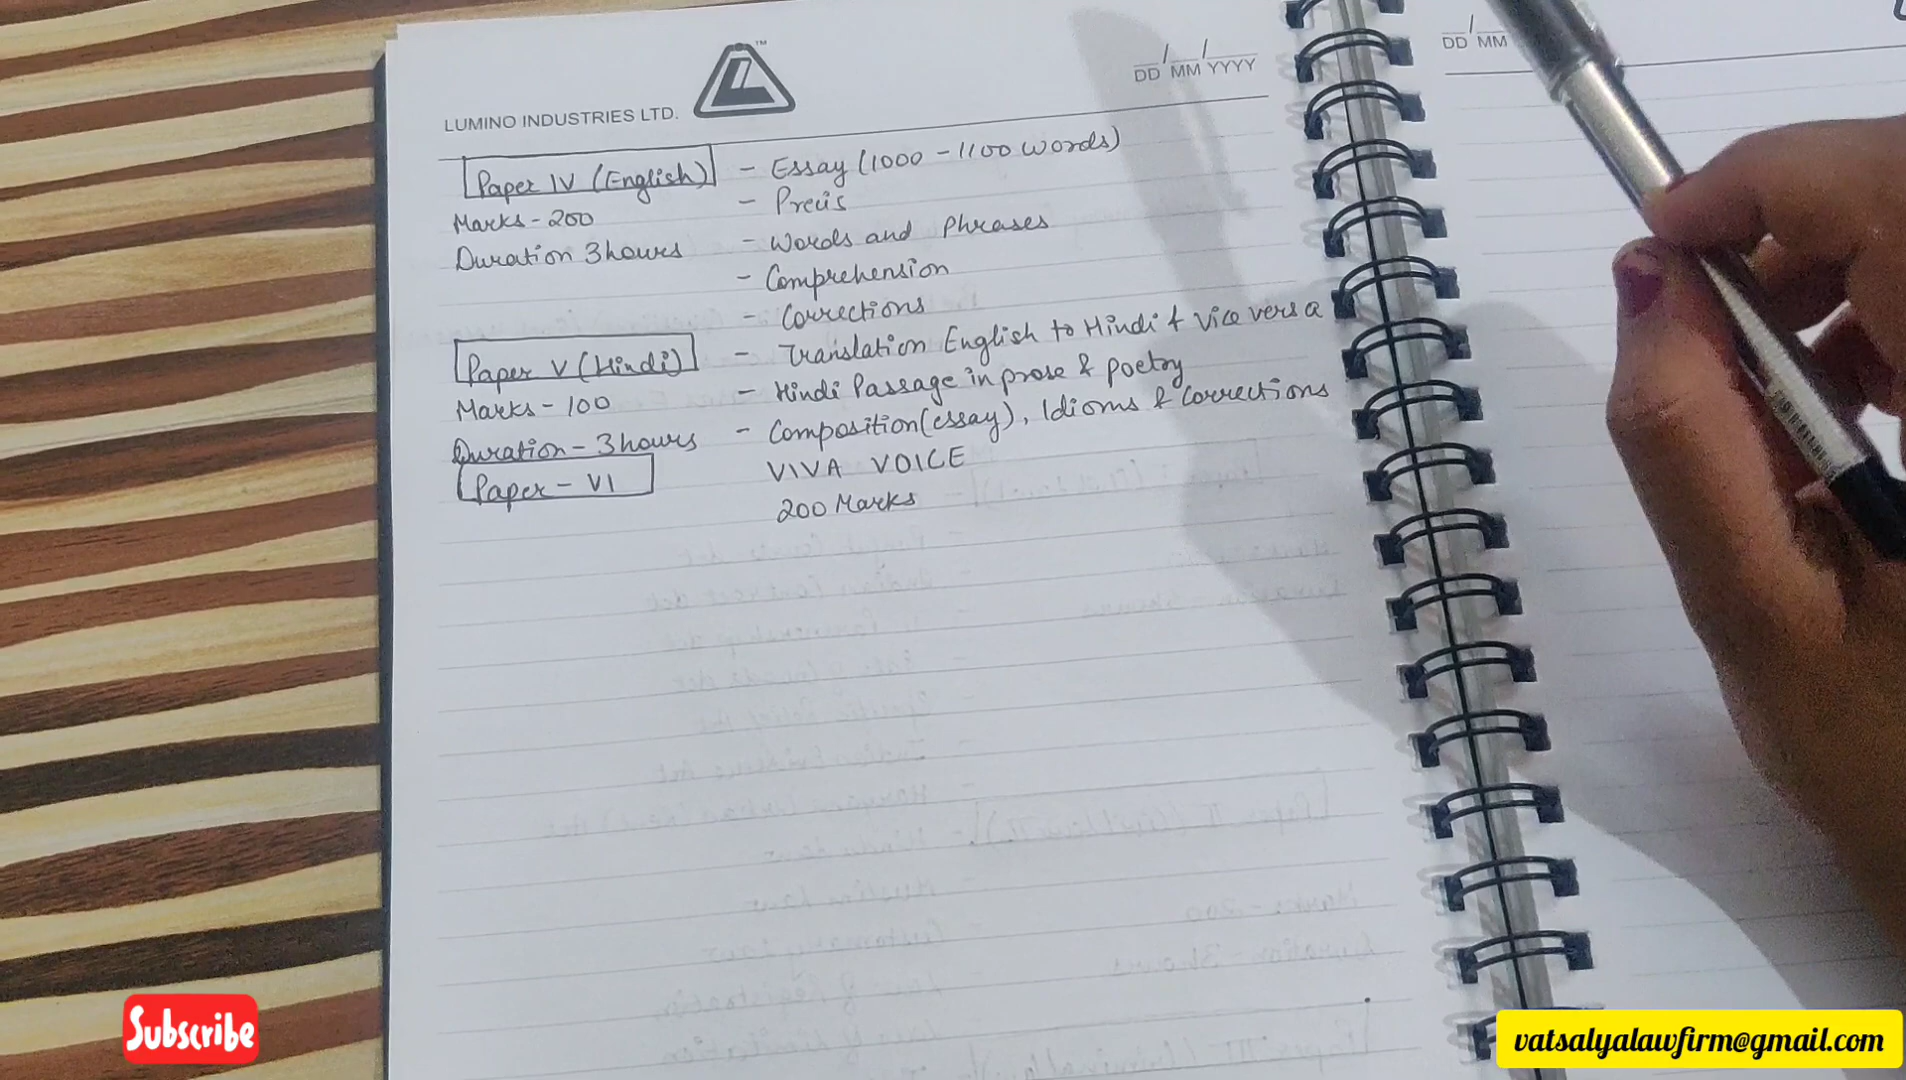 LUMINO INDUSTRIES LTD.
L
TM
DD / MM / YYYY
DD / MM
Paper IV (English) - Essay (1000 - 1100 words)
Marks - 200 - Precis
Duration 3 hours - Words and Phrases
- Comprehension
- Corrections
Paper V (Hindi) - Translation English to Hindi & Vice versa
Marks - 100 - Hindi Passage in prose & poetry
Duration - 3 hours - Composition (essay), Idioms & Corrections
Paper - VI VIVA VOICE
200 Marks
Subscribe
vatsalyalawfirm@gmail.com